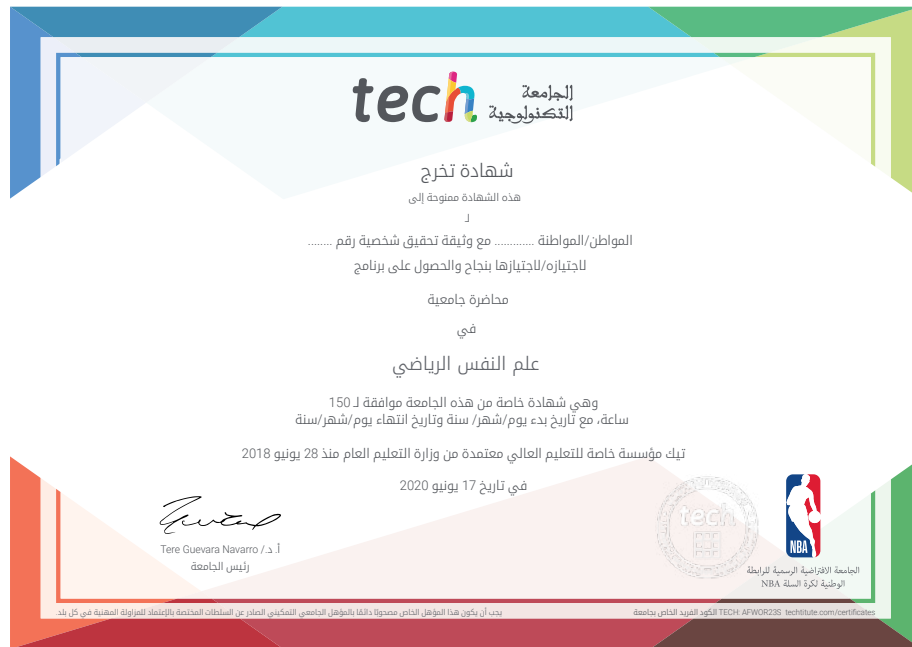 tech الجامعة
التكنولوجية
شهادة تخرج
هذه الشهادة ممنوحة إلى
لـ
المواطن/المواطنة ............ مع وثيقة تحقيق شخصية رقم ........
لاجتيازه/لاجتيازها بنجاح والحصول على برنامج
محاضرة جامعية
في
علم النفس الرياضي
وهي شهادة خاصة من هذه الجامعة موافقة لـ 150
ساعة، مع تاريخ بدء يوم/شهر/ سنة وتاريخ انتهاء يوم/شهر/سنة
تيك مؤسسة خاصة للتعليم العالي معتمدة من وزارة التعليم العام منذ 28 يونيو 2018
في تاريخ 17 يونيو 2020
أ. د./ Tere Guevara Navarro
رئيس الجامعة
tech
NBA
الجامعة الافتراضية الرسمية للرابطة
الوطنية لكرة السلة NBA
يجب أن يكون هذا المؤهل الخاص مصحوبًا دائمًا بالمؤهل الجامعي التمكيني الصادر عن السلطات المختصة بالإعتماد للمزاولة المهنية في كل بلد.
الكود الفريد الخاص بجامعة TECH: AFWOR23S techtitute.com/certificates